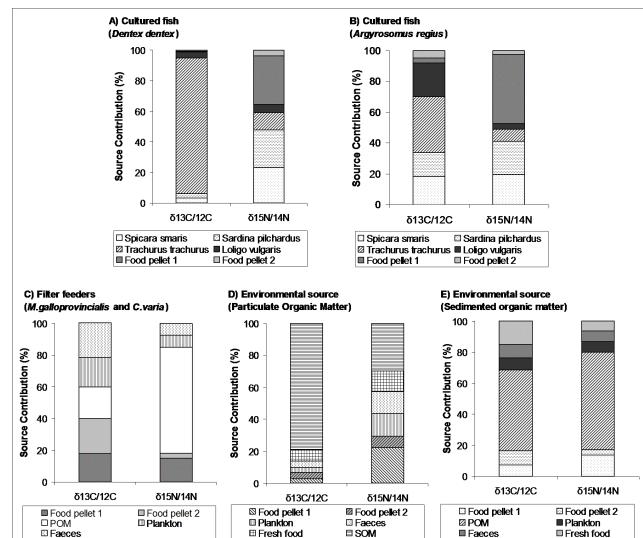 A) Cultured fish
(Dentex dentex)
Source Contribution (%)
100
80
60
40
20
0
δ13C/12C
δ15N/14N
Spicara smaris
Sardina pilchardus
Trachurus trachurus
Loligo vulgaris
Food pellet 1
Food pellet 2
B) Cultured fish
(Argyrosomus regius)
Source Contribution (%)
100
80
60
40
20
0
δ13C/12C
δ15N/14N
Spicara smaris
Sardina pilchardus
Trachurus trachurus
Loligo vulgaris
Food pellet 1
Food pellet 2
C) Filter feeders
(M.galloprovincialis and C.varia)
Source Contribution (%)
100
80
60
40
20
0
δ13C/12C
δ15N/14N
Food pellet 1
Food pellet 2
POM
Plankton
Faeces
D) Environmental source
(Particulate Organic Matter)
Source Contribution (%)
100
80
60
40
20
0
δ13C/12C
δ15N/14N
Food pellet 1
Food pellet 2
Plankton
Faeces
Fresh food
SOM
E) Environmental source
(Sedimented organic matter)
Source Contribution (%)
100
80
60
40
20
0
δ13C/12C
δ15N/14N
Food pellet 1
Food pellet 2
POM
Plankton
Faeces
Fresh food